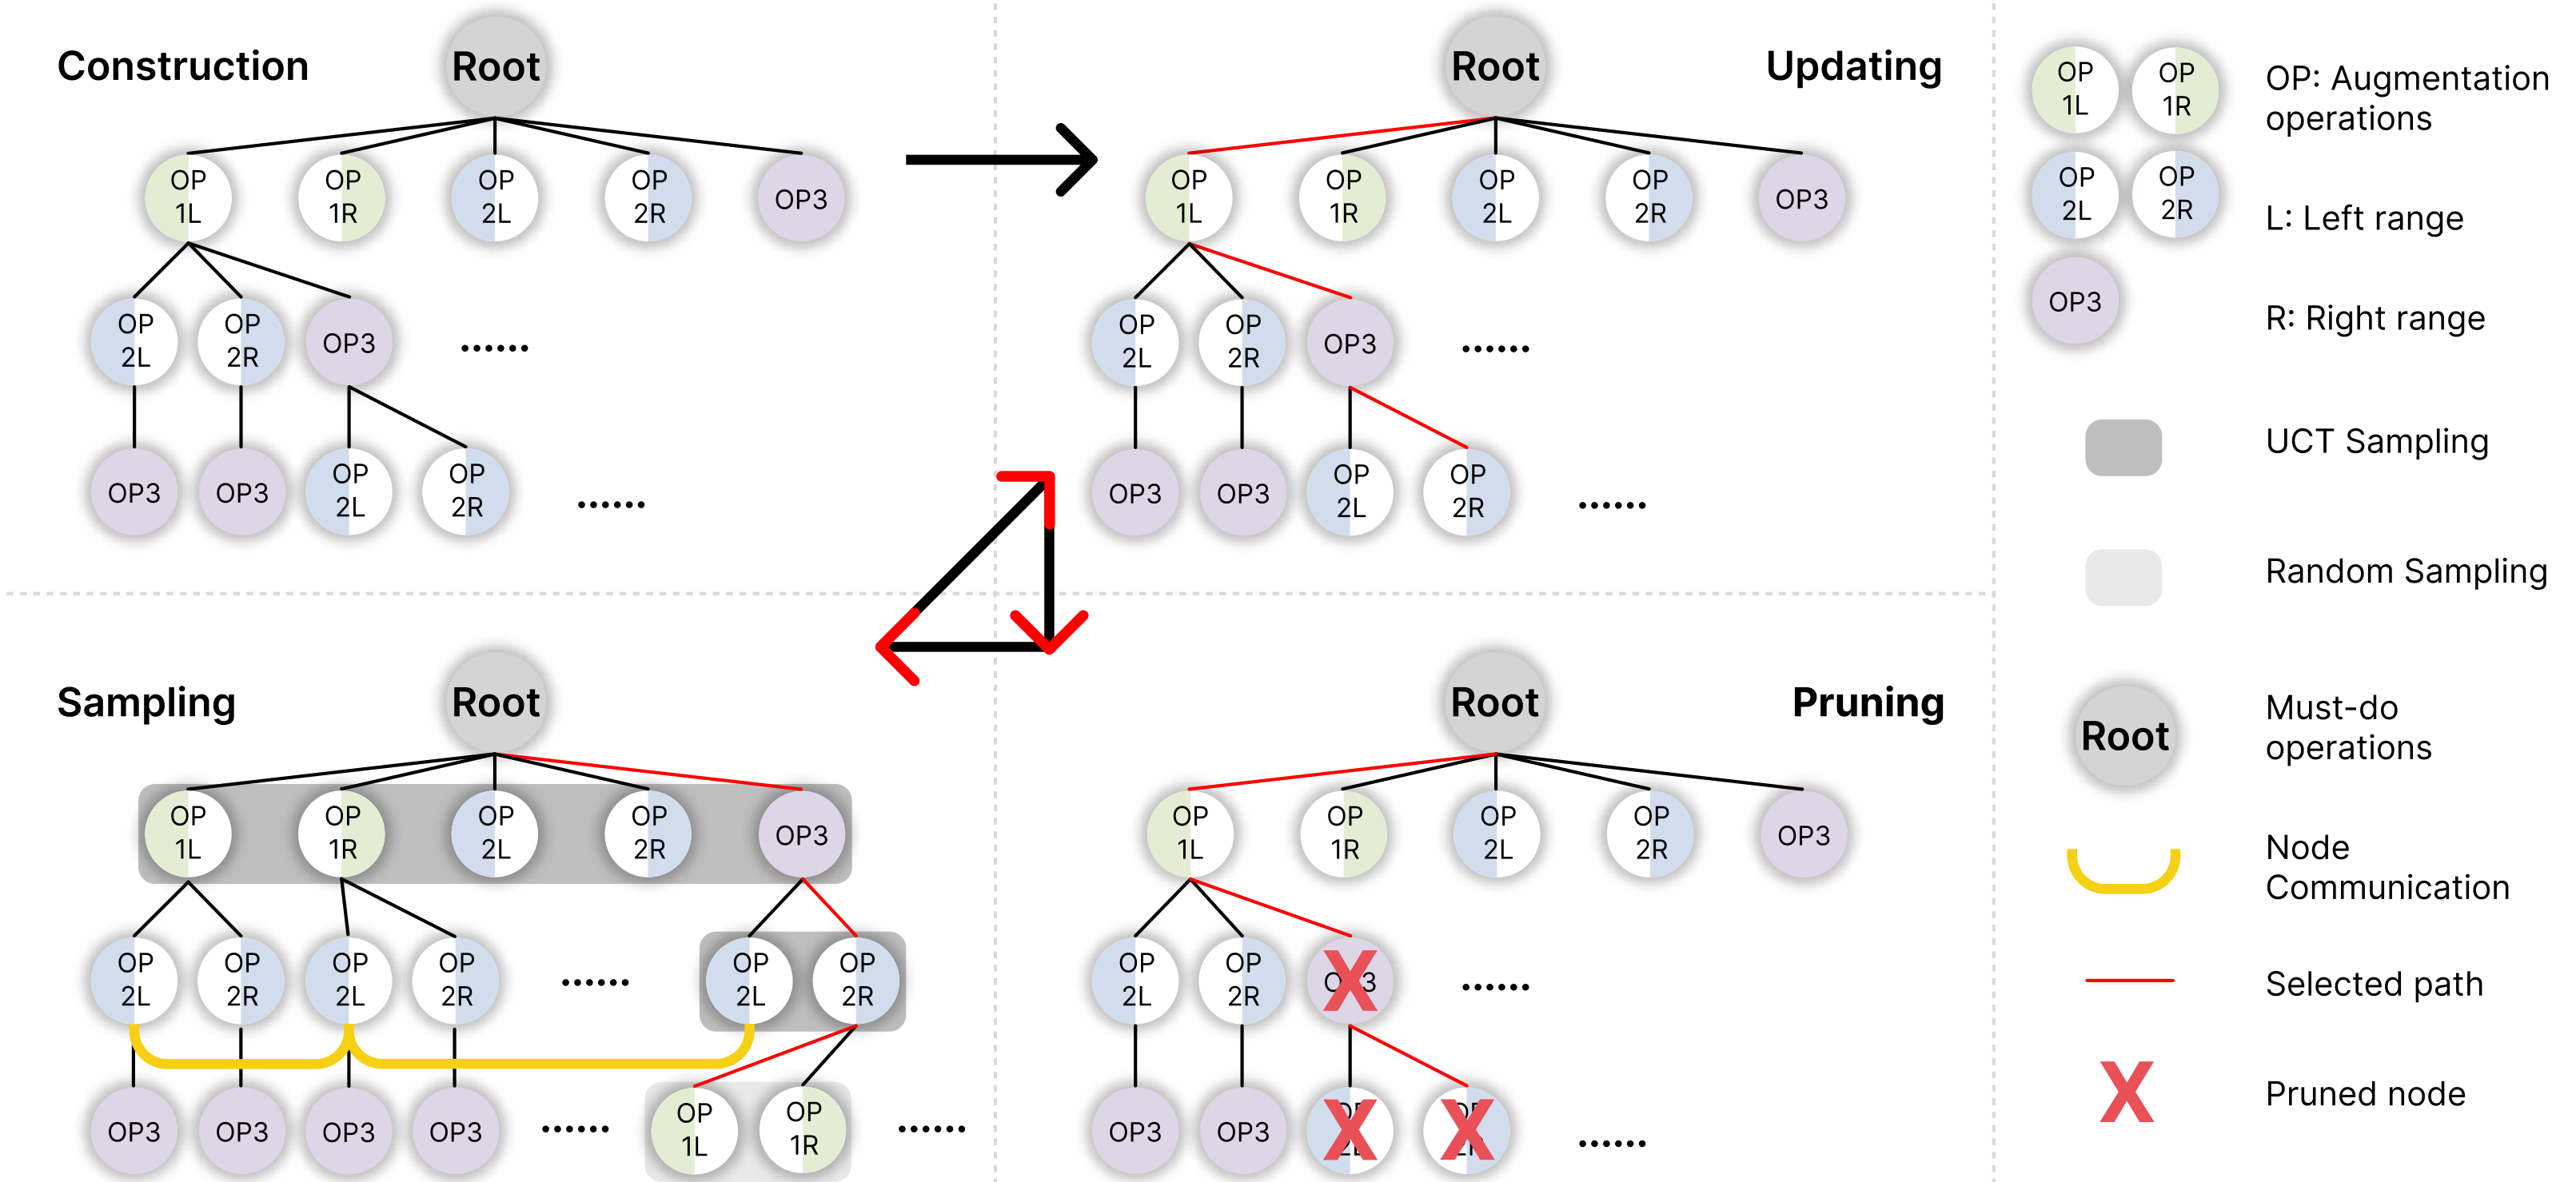 Construction
Root
OP
1L
OP
1R
OP
2L
OP
2R
OP3
OP
2L
OP
2R
OP3
......
OP3
OP3
OP
2L
OP
2R
......
Updating
Root
OP
1L
OP
1R
OP
2L
OP
2R
OP3
OP
2L
OP
2R
OP3
......
OP3
OP3
OP
2L
OP
2R
......
Sampling
Root
OP
1L
OP
1R
OP
2L
OP
2R
OP3
OP
2L
OP
2R
OP
2L
OP
2R
......
OP
2L
OP
2R
OP3
OP3
OP3
OP3
......
OP
1L
OP
1R
......
Pruning
Root
OP
1L
OP
1R
OP
2L
OP
2R
OP3
OP
2L
OP
2R
X
......
OP3
OP3
X
X
......
OP
1L
OP
1R
OP: Augmentation
operations
OP
2L
OP
2R
L: Left range
OP3
R: Right range
UCT Sampling
Random Sampling
Root
Must-do
operations
Node
Communication
Selected path
X
Pruned node